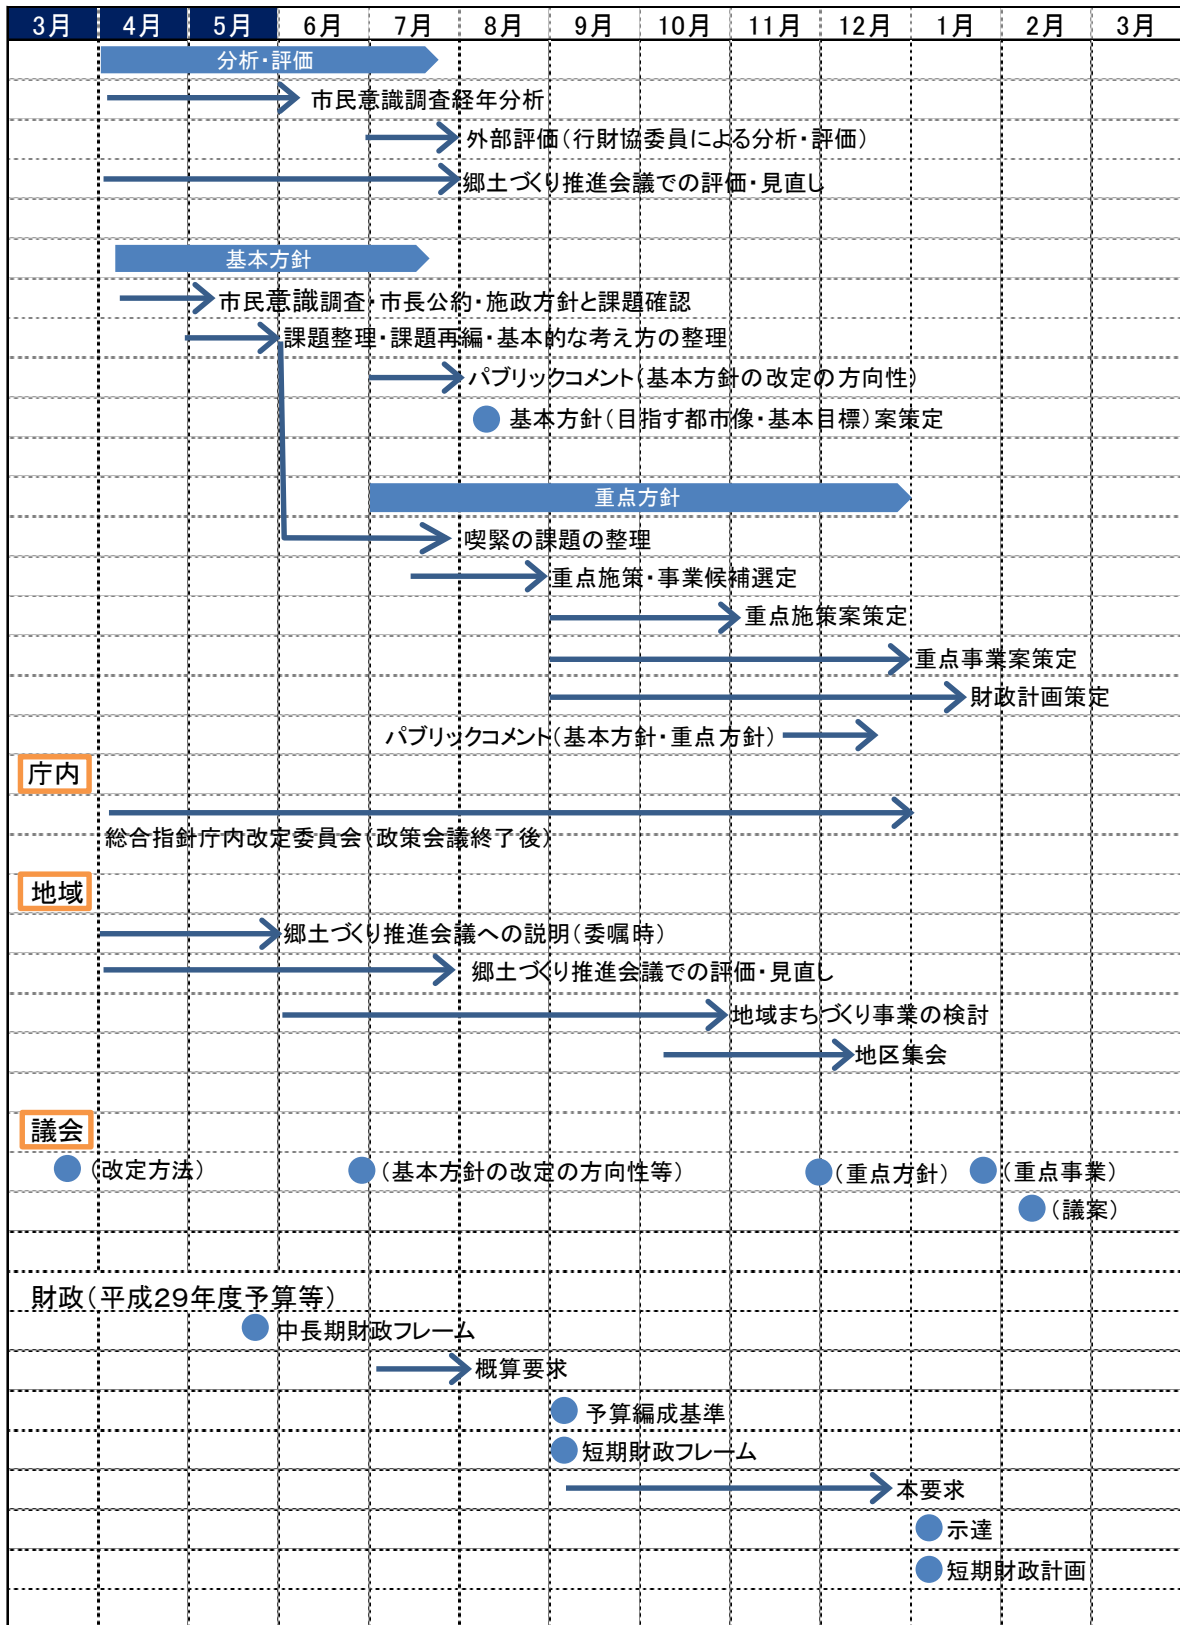 3月 4月 5月 6月 7月 8月 9月 10月 11月 12月 1月 2月 3月
分析・評価
市民意識調査経年分析
外部評価（行財協委員による分析・評価）
郷土づくり推進会議での評価・見直し
基本方針
市民意識調査・市長公約・施政方針と課題確認
課題整理・課題再編・基本的な考え方の整理
パブリックコメント（基本方針の改定の方向性）
基本方針（目指す都市像・基本目標）案策定
重点方針
喫緊の課題の整理
重点施策・事業候補選定
重点施策案策定
重点事業案策定
財政計画策定
パブリックコメント（基本方針・重点方針）
庁内
総合指針庁内改定委員会（政策会議終了後）
地域
郷土づくり推進会議への説明（委嘱時）
郷土づくり推進会議での評価・見直し
地域まちづくり事業の検討
地区集会
議会
（改定方法） （基本方針の改定の方向性等） （重点方針） （重点事業）
（議案）
財政（平成２９年度予算等）
中長期財政フレーム
概算要求
予算編成基準
短期財政フレーム
本要求
示達
短期財政計画